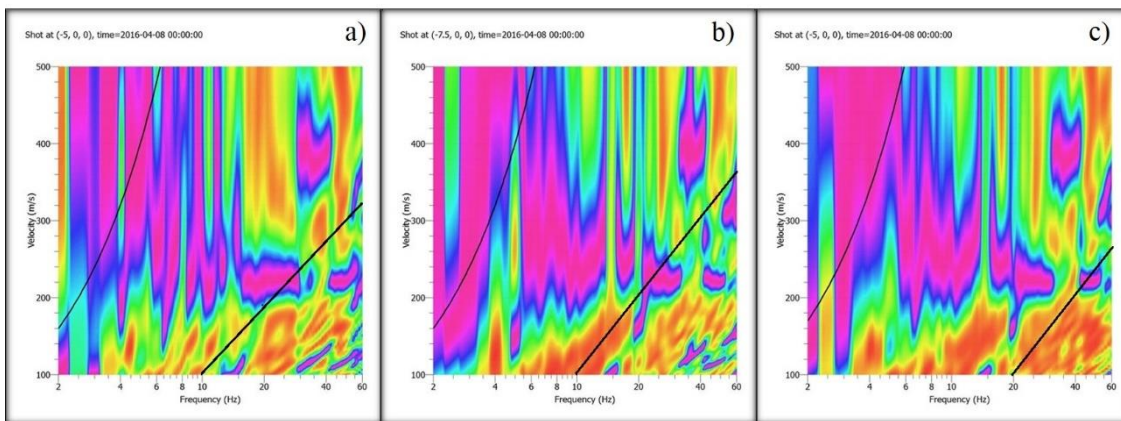 Shot at (-5, 0, 0), time=2016-04-08 00:00:00
a)
500
400
300
200
100
Velocity (m/s)
2 4 6 8 10 20 40 60
Frequency (Hz)
Shot at (-7.5, 0, 0), time=2016-04-08 00:00:00
b)
500
400
300
200
100
Velocity (m/s)
2 4 6 8 10 20 40 60
Frequency (Hz)
Shot at (-5, 0, 0), time=2016-04-08 00:00:00
c)
500
400
300
200
100
Velocity (m/s)
2 4 6 8 10 20 40 60
Frequency (Hz)